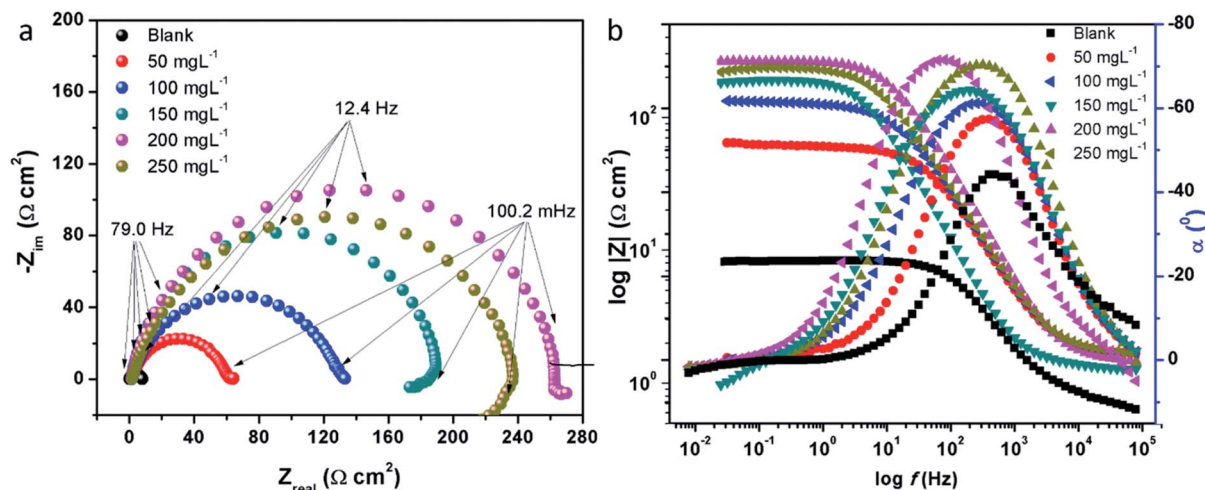 a
200
160
120
80
40
0
-Z_im (Ω cm²)
Blank
50 mgL⁻¹
100 mgL⁻¹
150 mgL⁻¹
200 mgL⁻¹
250 mgL⁻¹
12.4 Hz
79.0 Hz
100.2 mHz
0 40 80 120 160 200 240 280
Z_real (Ω cm²)
b
10²
10¹
10⁰
log |Z| (Ω cm²)
Blank
50 mgL⁻¹
100 mgL⁻¹
150 mgL⁻¹
200 mgL⁻¹
250 mgL⁻¹
-80
-60
-40
-20
0
α (⁰)
10⁻² 10⁻¹ 10⁰ 10¹ 10² 10³ 10⁴ 10⁵
log f (Hz)